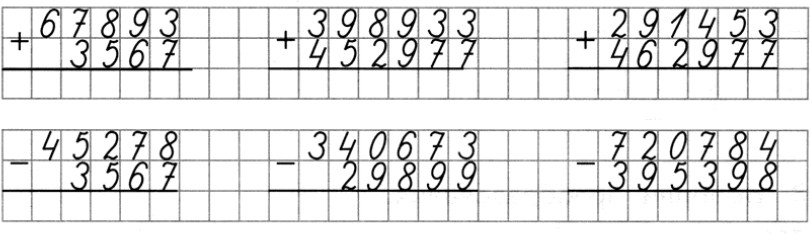 + 67893 + 398933 + 291453
3567 452977 462977
- 45278 - 340673 - 720784
3567 29899 395398